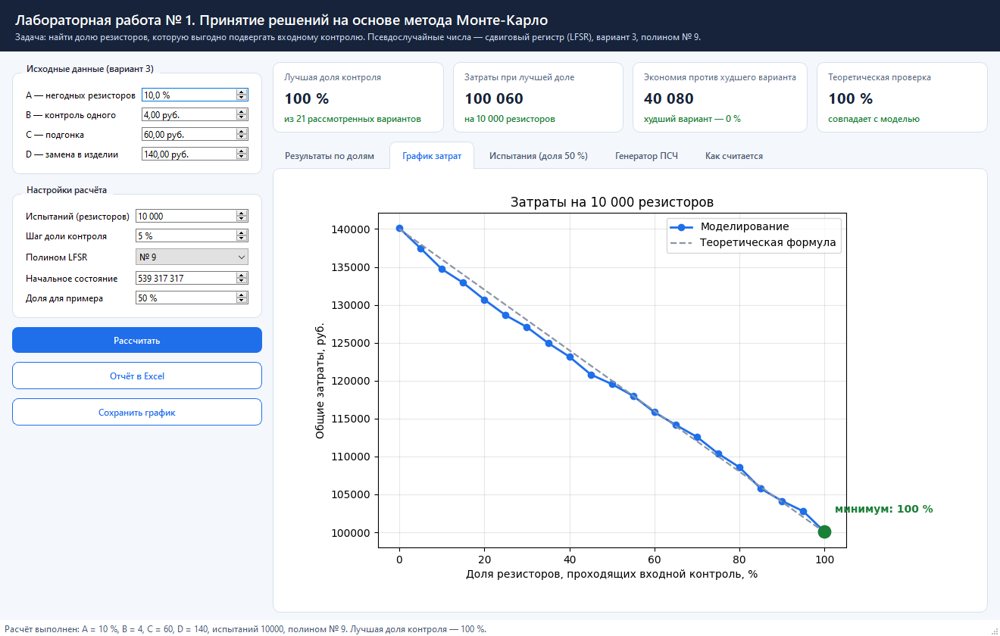 Лабораторная работа № 1. Принятие решений на основе метода Монте-Карло
Задача: найти долю резисторов, которую выгодно подвергать входному контролю. Псевдослучайные числа — сдвиговый регистр (LFSR), вариант 3, полином № 9.
Исходные данные (вариант 3)
A — негодных резисторов 10,0 %
B — контроль одного 4,00 руб.
C — подгонка 60,00 руб.
D — замена в изделии 140,00 руб.
Настройки расчёта
Испытаний (резисторов) 10 000
Шаг доли контроля 5 %
Полином LFSR № 9
Начальное состояние 539 317 317
Доля для примера 50 %
Рассчитать
Отчёт в Excel
Сохранить график
Лучшая доля контроля
100 %
из 21 рассмотренных вариантов
Затраты при лучшей доле
100 060
на 10 000 резисторов
Экономия против худшего варианта
40 080
худший вариант — 0 %
Теоретическая проверка
100 %
совпадает с моделью
Результаты по долям График затрат Испытания (доля 50 %) Генератор ПСЧ Как считается
Затраты на 10 000 резисторов
Моделирование
Теоретическая формула
Общие затраты, руб.
140000
135000
130000
125000
120000
115000
110000
105000
100000
минимум: 100 %
0 20 40 60 80 100
Доля резисторов, проходящих входной контроль, %
Расчёт выполнен: A = 10 %, B = 4, C = 60, D = 140, испытаний 10000, полином № 9. Лучшая доля контроля — 100 %.